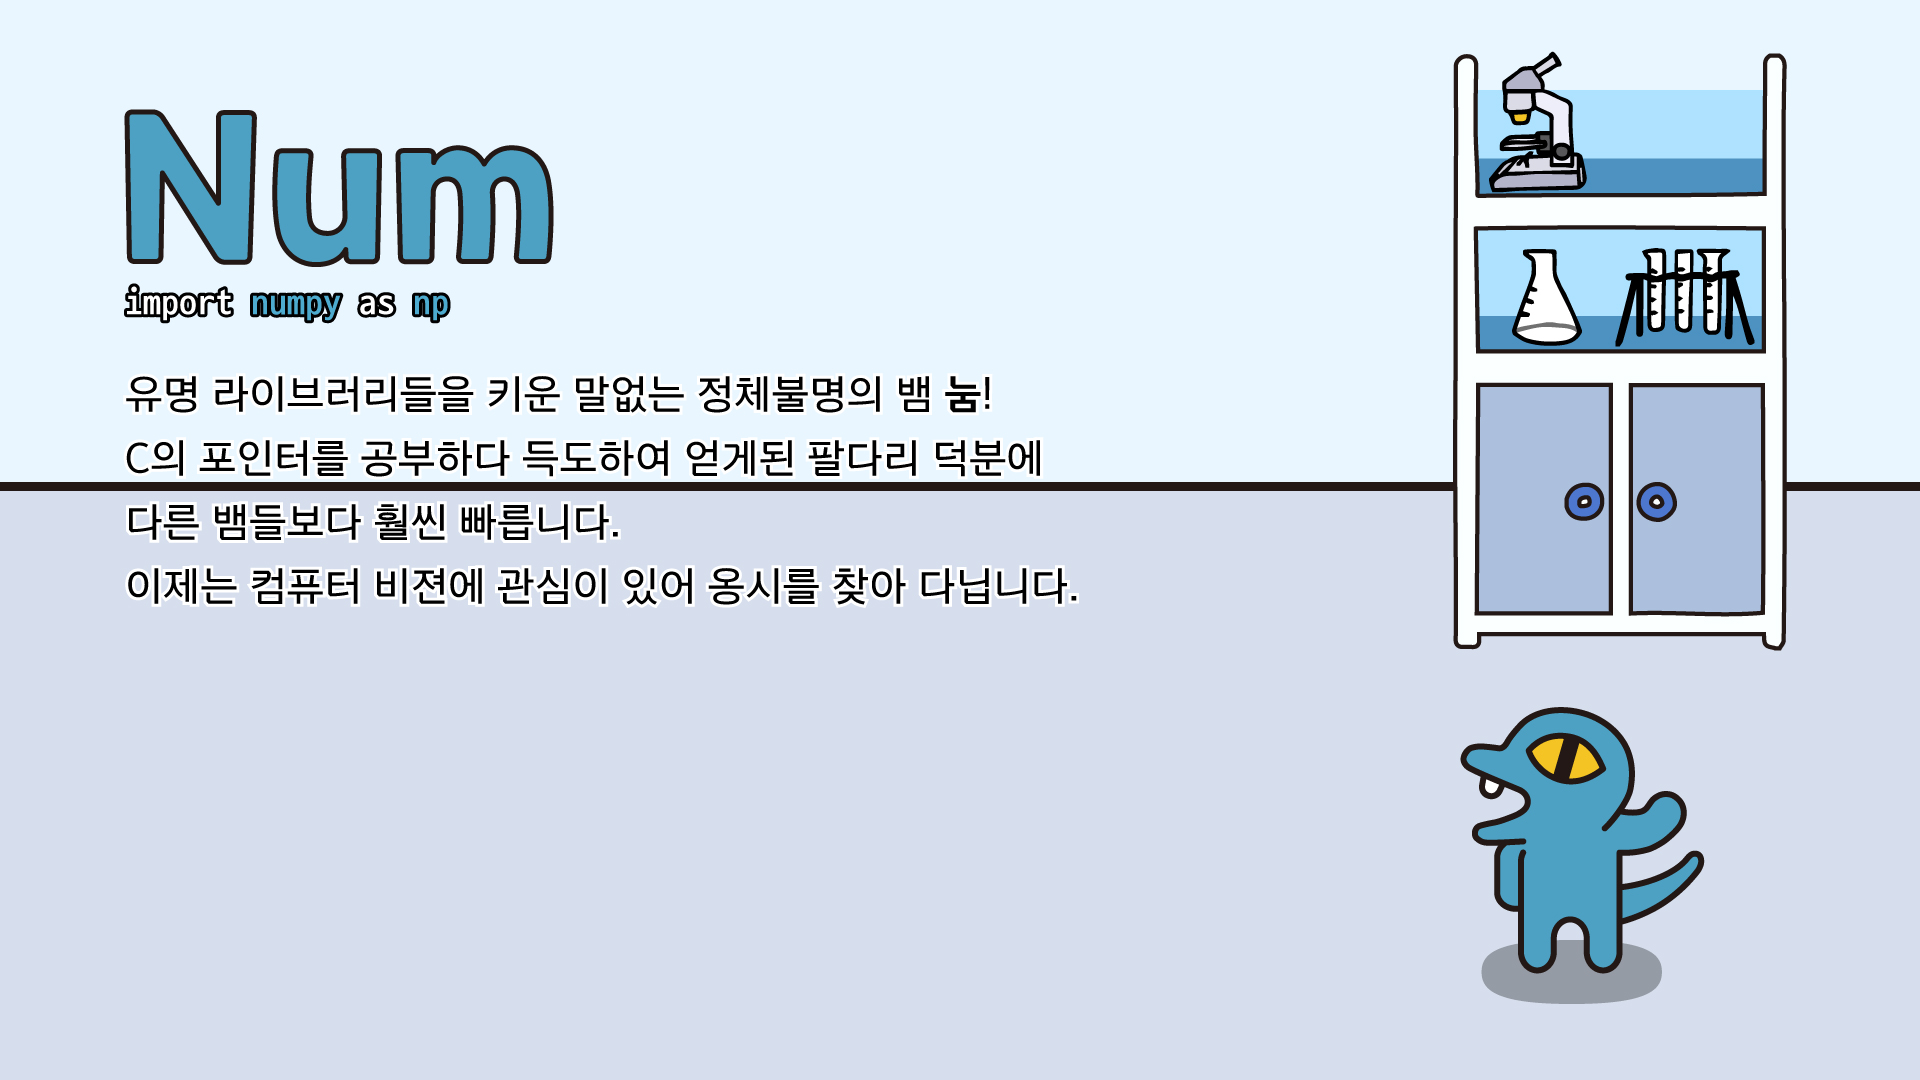 Num
import numpy as np
유명 라이브러리들을 키운 말없는 정체불명의 뱀 눔!
C의 포인터를 공부하다 득도하여 얻게된 팔다리 덕분에
다른 뱀들보다 훨씬 빠릅니다.
이제는 컴퓨터 비젼에 관심이 있어 옹시를 찾아 다닙니다.